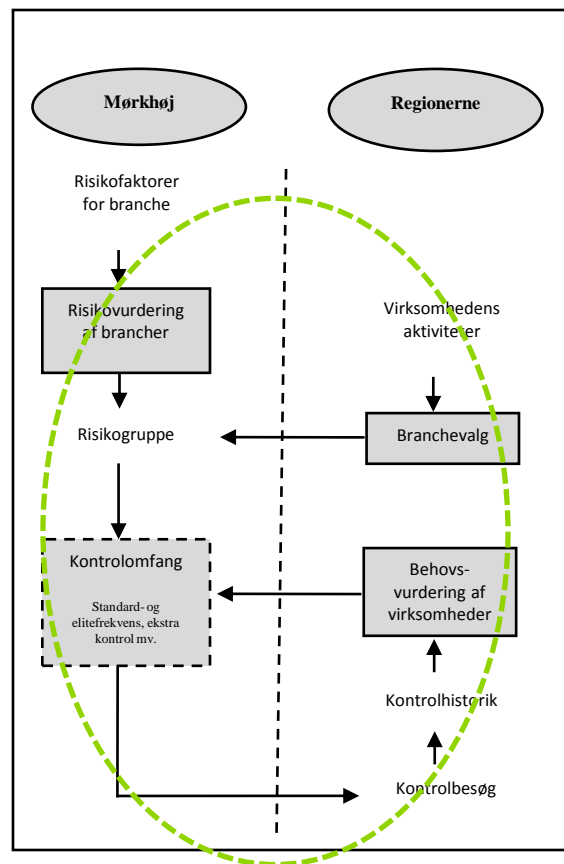 Mørkhøj
Regionerne
Risikofaktorer
for branche
Risikovurdering
af brancher
Virksomhedens
aktiviteter
Risikogruppe
Branchevalg
Kontrolomfang
Standard- og
elitefrekvens, ekstra
kontrol mv.
Behovs-
vurdering af
virksomheder
Kontrolhistorik
Kontrolbesøg